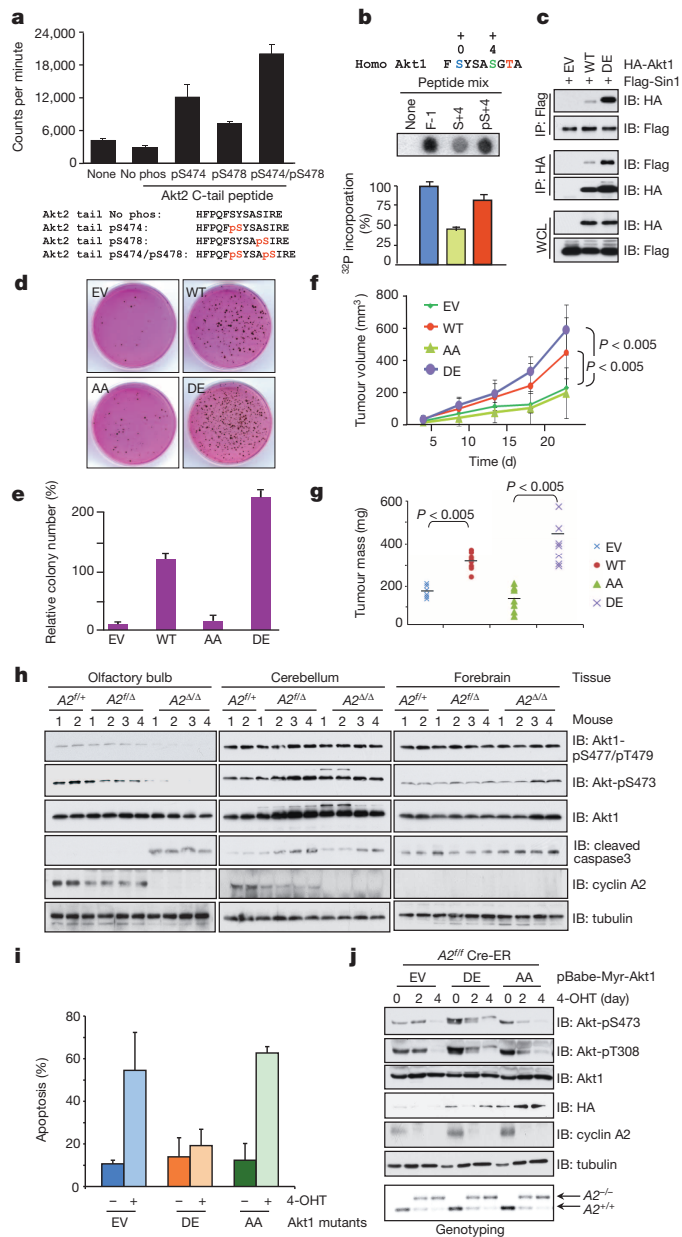 a
Counts per minute
24,000
18,000
12,000
6,000
0
None
No phos
pS474
pS478
pS474/pS478
Akt2 C-tail peptide
Akt2 tail No phos: HFPQFSYSASIRE
Akt2 tail pS474: HFPQFpSYSASIRE
Akt2 tail pS478: HFPQFSYSApSIRE
Akt2 tail pS474/pS478: HFPQFpSYSApSIRE
b
+ +
0 4
Homo Akt1 F SYSASGTA
Peptide mix
None
F-1
S+4
pS+4
32P incorporation (%)
100
75
50
25
0
c
EV
WT
DE
HA-Akt1
+ + + Flag-Sin1
IP: Flag
IB: HA
IB: Flag
IP: HA
IB: Flag
IB: HA
WCL
IB: HA
IB: Flag
d
EV
WT
AA
DE
e
Relative colony number (%)
200
100
0
EV
WT
AA
DE
f
Tumour volume (mm3)
800
600
400
200
0
0
5
10
15
20
Time (d)
EV
WT
AA
DE
P < 0.005
P < 0.005
g
Tumour mass (mg)
600
400
200
0
P < 0.005
P < 0.005
EV
WT
AA
DE
h
Olfactory bulb
Cerebellum
Forebrain
Tissue
A2f/+ A2f/Δ A2Δ/Δ
A2f/+ A2f/Δ A2Δ/Δ
A2f/+ A2f/Δ A2Δ/Δ
1 2 1 2 3 4 1 2 3 4
1 2 1 2 3 4 1 2 3 4
1 2 1 2 3 4 1 2 3 4
Mouse
IB: Akt1-
pS477/pT479
IB: Akt-pS473
IB: Akt1
IB: cleaved
caspase3
IB: cyclin A2
IB: tubulin
i
Apoptosis (%)
80
60
40
20
0
– + – + – + 4-OHT
EV
DE
AA
Akt1 mutants
j
A2f/f Cre-ER
EV
DE
AA
pBabe-Myr-Akt1
0 2 4 0 2 4 0 2 4 4-OHT (day)
IB: Akt-pS473
IB: Akt-pT308
IB: Akt1
IB: HA
IB: cyclin A2
IB: tubulin
A2–/–
A2+/+
Genotyping